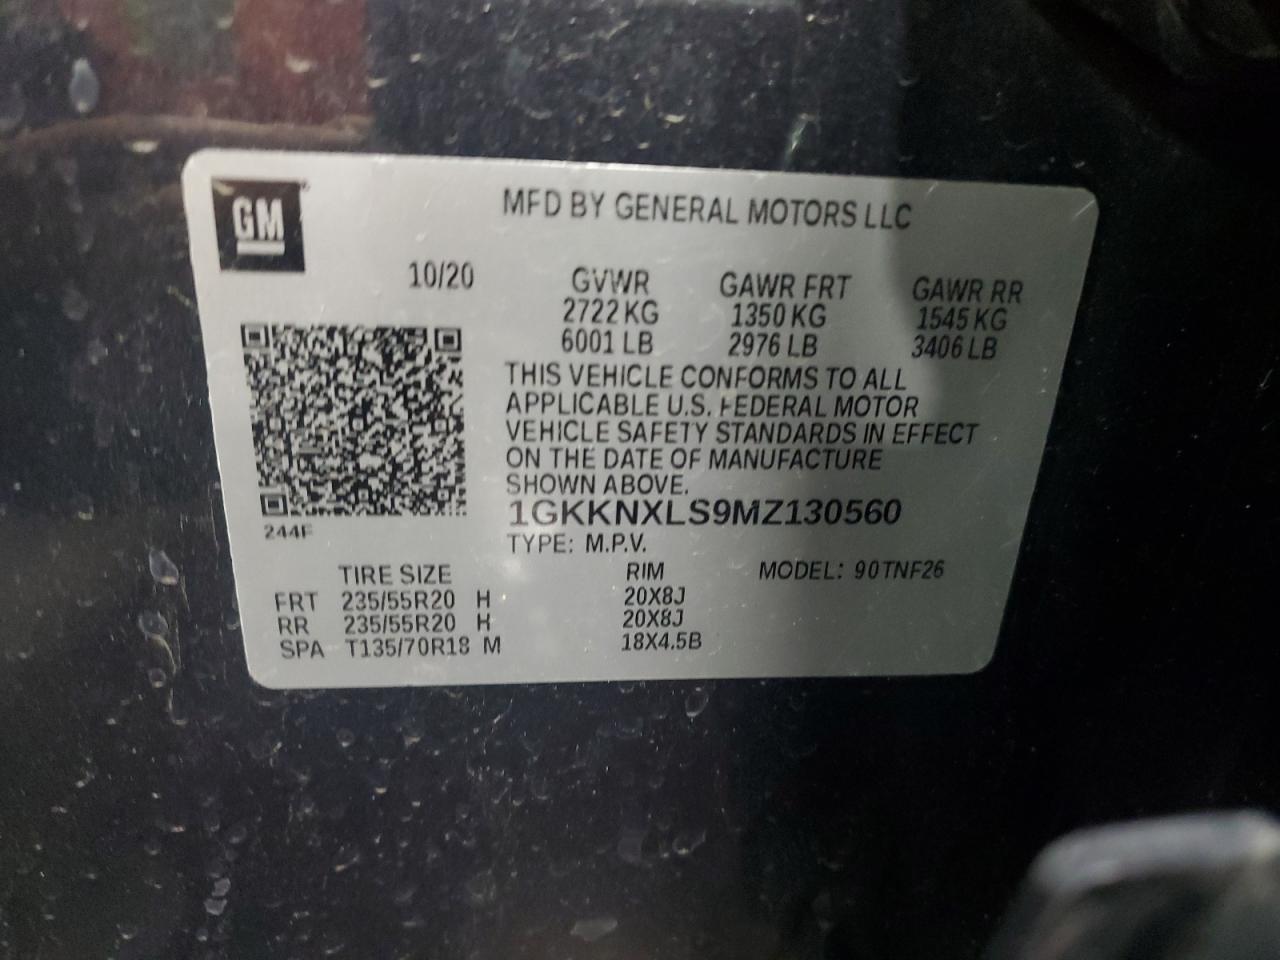 GM
MFD BY GENERAL MOTORS LLC
10/20 GVWR GAWR FRT GAWR RR
2722 KG 1350 KG 1545 KG
6001 LB 2976 LB 3406 LB
THIS VEHICLE CONFORMS TO ALL
APPLICABLE U.S. FEDERAL MOTOR
VEHICLE SAFETY STANDARDS IN EFFECT
ON THE DATE OF MANUFACTURE
SHOWN ABOVE.
1GKKNXLS9MZ130560
244F
TYPE: M.P.V.
TIRE SIZE RIM MODEL: 90TNF26
FRT 235/55R20 H 20X8J
RR 235/55R20 H 20X8J
SPA T135/70R18 M 18X4.5B